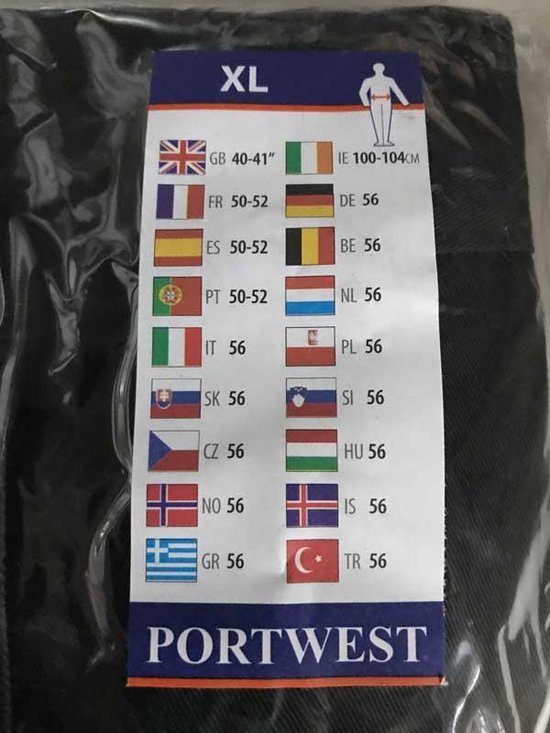 XL
GB 40-41" IE 100-104CM
FR 50-52 DE 56
ES 50-52 BE 56
PT 50-52 NL 56
IT 56 PL 56
SK 56 SI 56
CZ 56 HU 56
NO 56 IS 56
GR 56 TR 56
PORTWEST